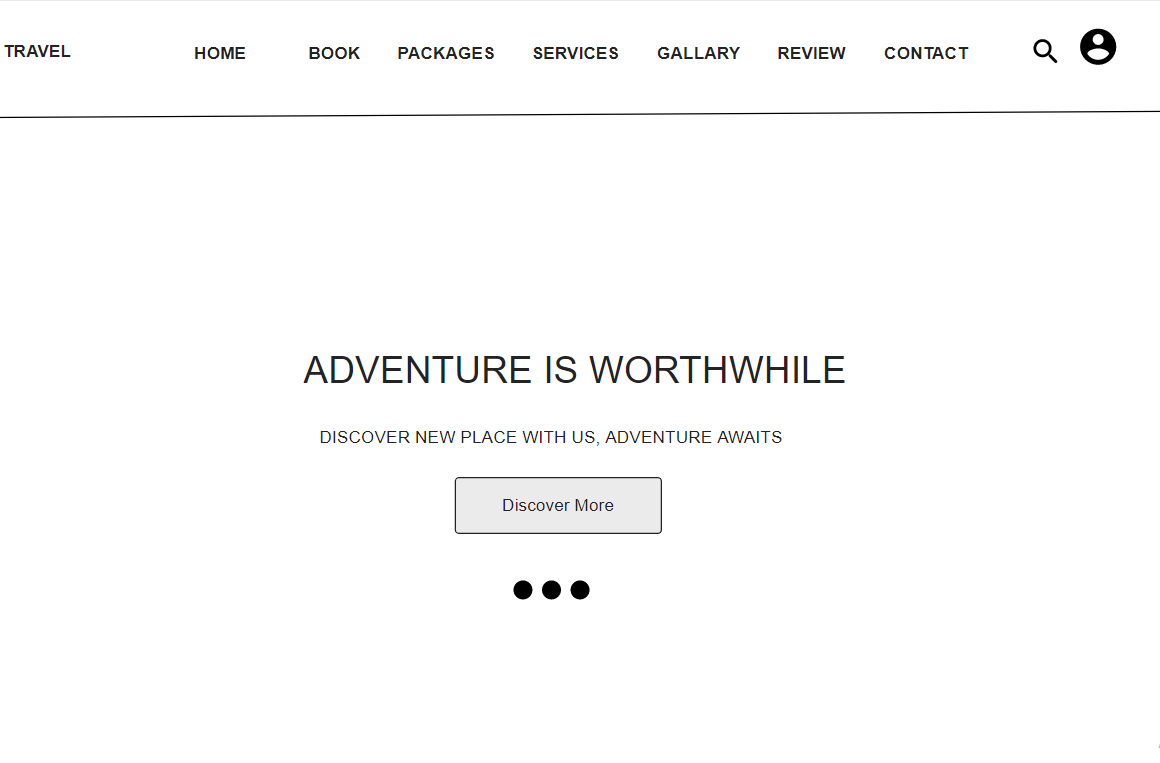 TRAVEL HOME BOOK PACKAGES SERVICES GALLARY REVIEW CONTACT
ADVENTURE IS WORTHWHILE
DISCOVER NEW PLACE WITH US, ADVENTURE AWAITS
Discover More